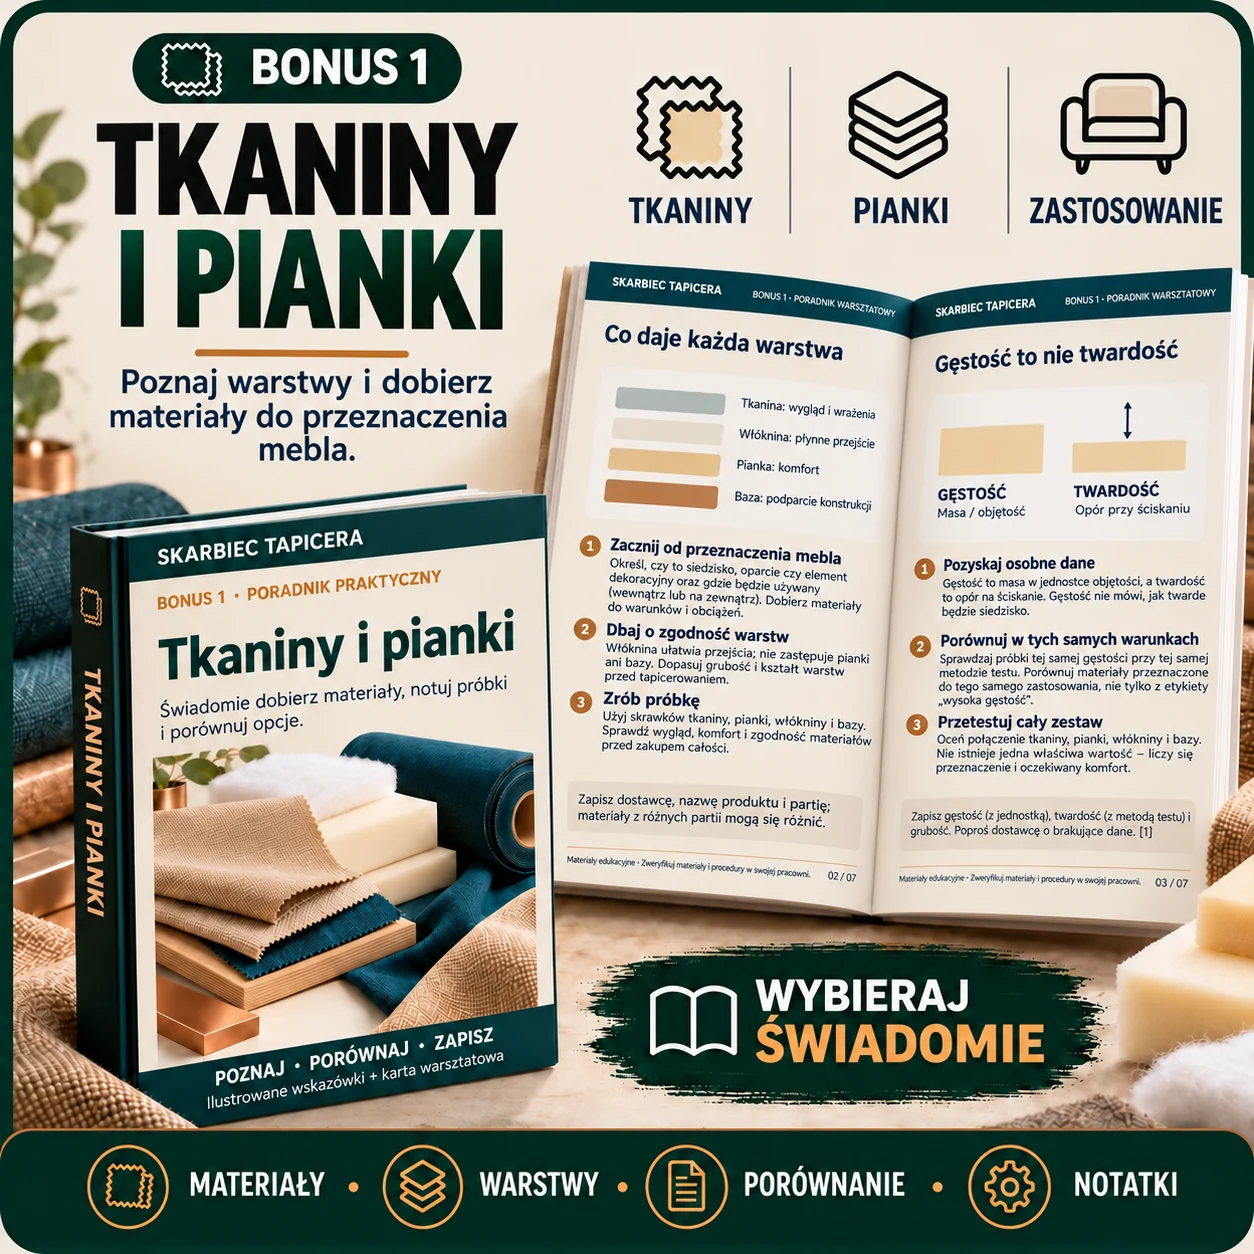 BONUS 1
TKANINY
I PIANKI
Poznaj warstwy i dobierz
materiały do przeznaczenia
mebla.
TKANINY
PIANKI
ZASTOSOWANIE
SKARBIEC TAPICERA
BONUS 1 • PORADNIK WARSZTATOWY
Co daje każda warstwa
Tkanina: wygląd i wrażenia
Włóknina: płynne przejście
Pianka: komfort
Baza: podparcie konstrukcji
1 Zacznij od przeznaczenia mebla
Określ, czy to siedzisko, oparcie czy element
dekoracyjny oraz gdzie będzie używany
(wewnątrz lub na zewnątrz). Dobierz materiały
do warunków i obciążeń.
2 Dbaj o zgodność warstw
Włóknina ułatwia przejścia; nie zastępuje pianki
ani bazy. Dopasuj grubość i kształt warstw
przed tapicerowaniem.
3 Zrób próbkę
Użyj skrawków tkaniny, pianki, włókniny i bazy.
Sprawdź wygląd, komfort i zgodność materiałów
przed zakupem całości.
Zapisz dostawcę, nazwę produktu i partię;
materiały z różnych partii mogą się różnić.
Materiały edukacyjne • Zweryfikuj materiały i procedury w swojej pracowni. 02 / 07
SKARBIEC TAPICERA
BONUS 1 • PORADNIK WARSZTATOWY
Gęstość to nie twardość
GĘSTOŚĆ
Masa / objętość
TWARDOŚĆ
Opór przy ściskaniu
1 Pozyskaj osobne dane
Gęstość to masa w jednostce objętości, a twardość
to opór na ściskanie. Gęstość nie mówi, jak twarde
będzie siedzisko.
2 Porównuj w tych samych warunkach
Sprawdzaj próbki tej samej gęstości przy tej samej
metodzie testu. Porównuj materiały przeznaczone
do tego samego zastosowania, nie tylko z etykiety
„wysoka gęstość”.
3 Przetestuj cały zestaw
Oceń połączenie tkaniny, pianki, włókniny i bazy.
Nie istnieje jedna właściwa wartość – liczy się
przeznaczenie i oczekiwany komfort.
Zapisz gęstość (z jednostką), twardość (z metodą testu) i
grubość. Poproś dostawcę o brakujące dane. [1]
Materiały edukacyjne • Zweryfikuj materiały i procedury w swojej pracowni. 03 / 07
TKANINY I PIANKI
SKARBIEC TAPICERA
BONUS 1 • PORADNIK PRAKTYCZNY
Tkaniny i pianki
Świadomie dobierz materiały, notuj próbki
i porównuj opcje.
POZNAJ • PORÓWNAJ • ZAPISZ
Ilustrowane wskazówki + karta warsztatowa
WYBIERAJ
ŚWIADOMIE
MATERIAŁY • WARSTWY • PORÓWNANIE • NOTATKI